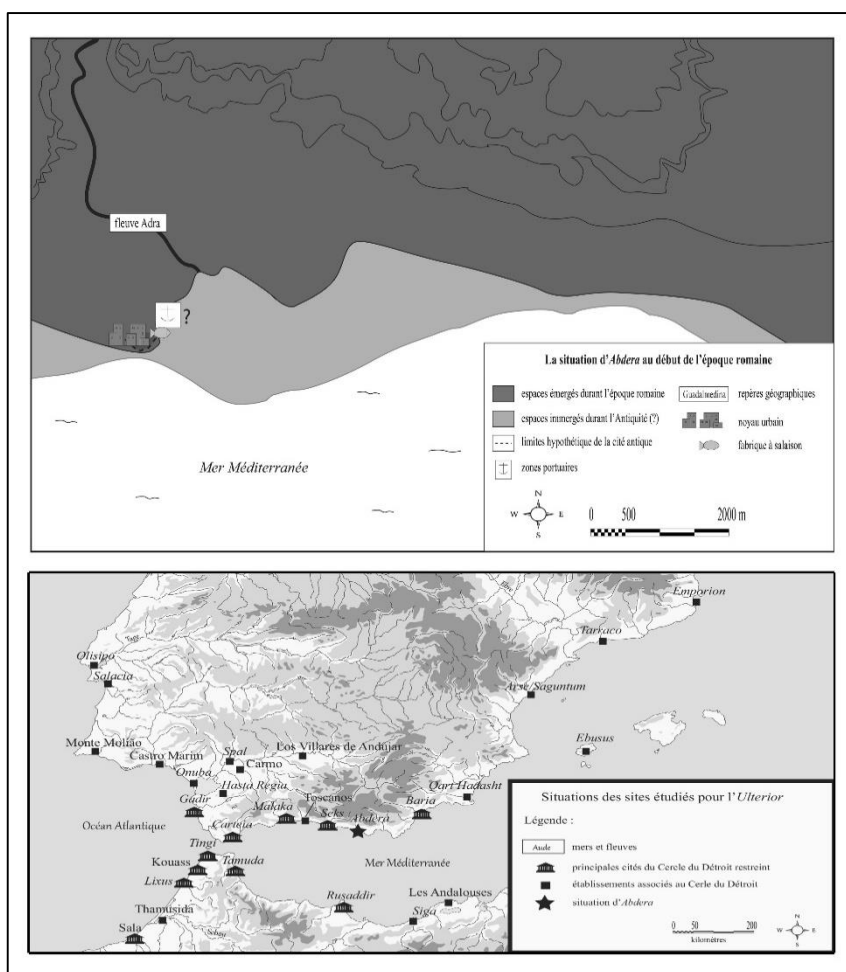 fleuve Adra
?
La situation d'Abdera au début de l'époque romaine
espaces émergés durant l'époque romaine
Guadalmedina
repères géographiques
espaces immergés durant l'Antiquité (?)
noyau urbain
limites hypothétique de la cité antique
fabrique à salaison
zones portuaires
Mer Méditerranée
N
W
E
S
0 500 2000 m
Emporion
Tarkaco
Olisipo
Salacia
Arse/Saguntum
Monte Molião
Castro Marim
Spal
Carmo
Los Villares de Andújar
Ebusus
Onuba
Hasta Regia
Toscanos
Qart Hadasht
Gadir
Malaka
Seks
Abdera
Baria
Océan Atlantique
Carteia
Tingi
Kouass
Tamuda
Mer Méditerranée
Lixus
Rusaddir
Les Andalouses
Thamusida
Siga
Sala
Situations des sites étudiés pour l'Ulterior
Légende :
Aude
mers et fleuves
principales cités du Cercle du Détroit restreint
établissements associés au Cerle du Détroit
situation d'Abdera
0 50 200
kilomètres
N
W
E
S